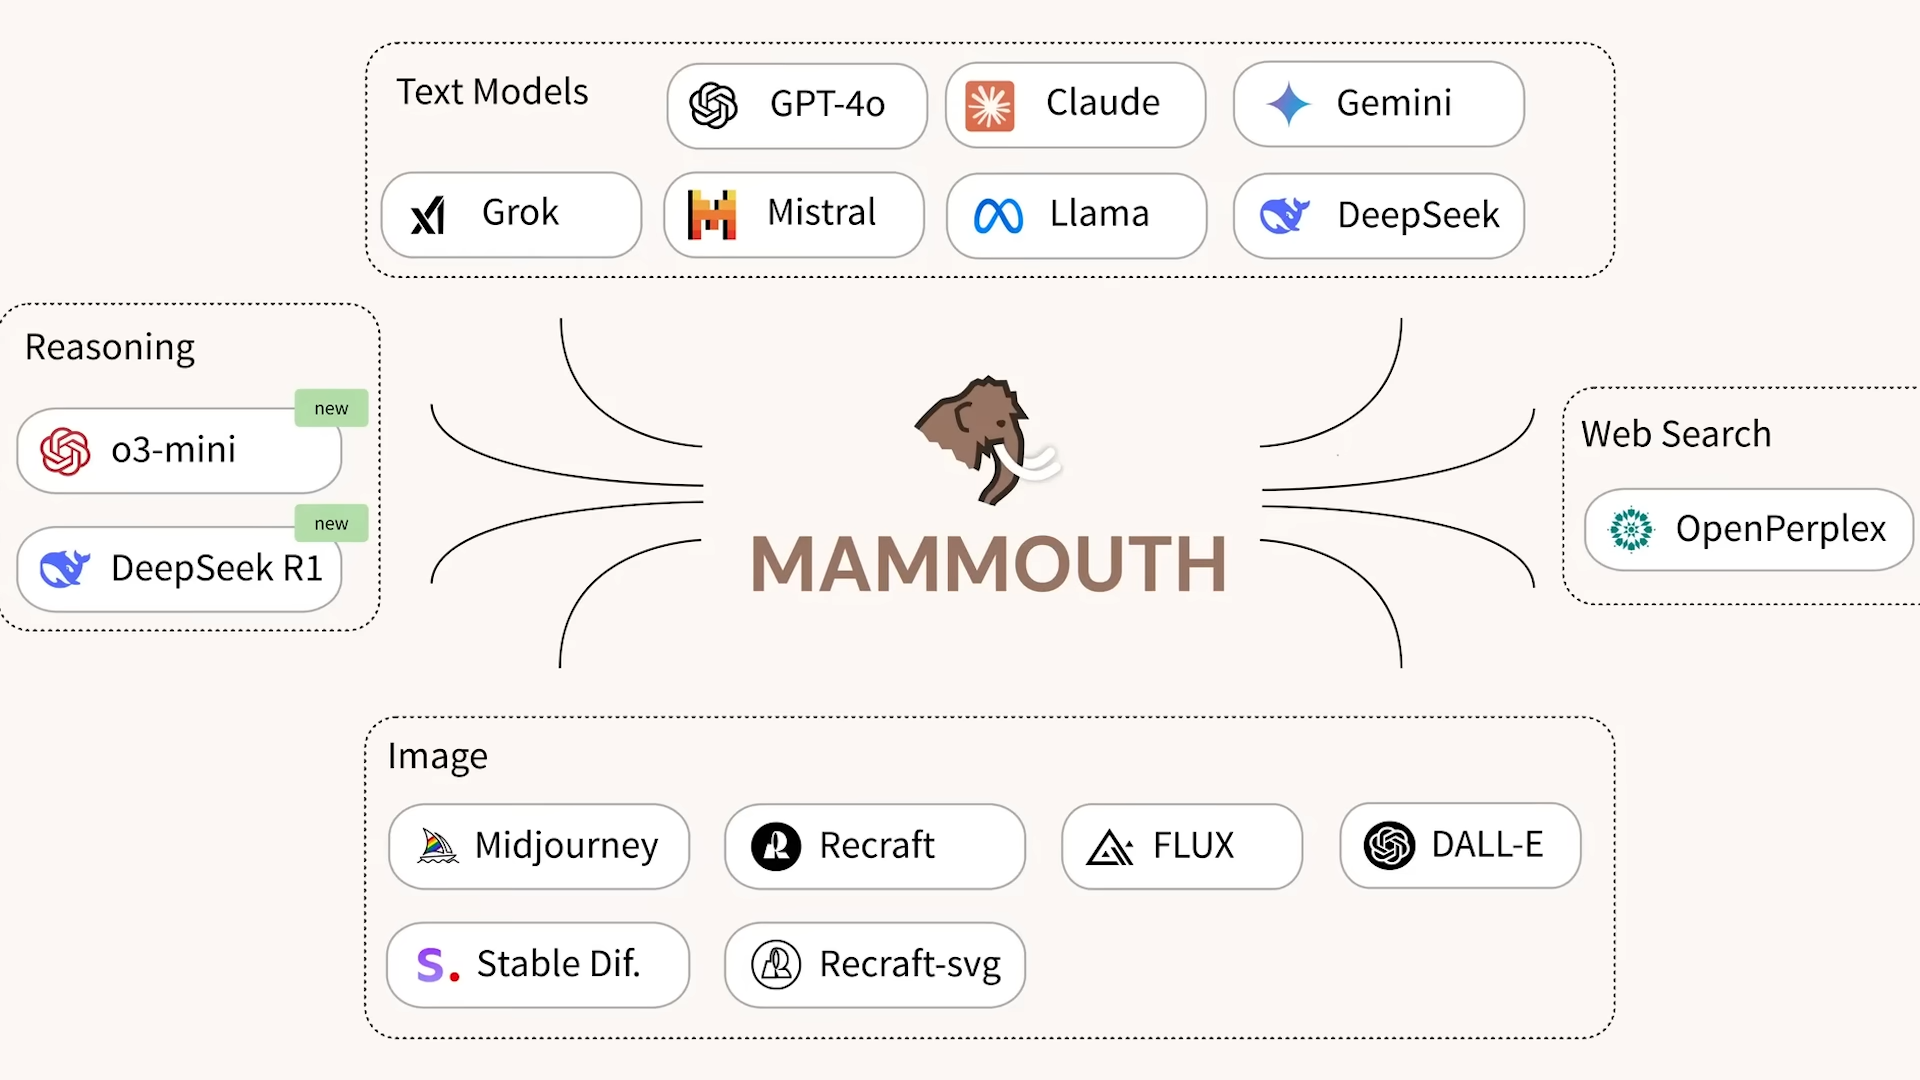 Text Models
GPT-4o
Claude
Gemini
Grok
Mistral
Llama
DeepSeek
Reasoning
new
o3-mini
new
DeepSeek R1
MAMMOUTH
Web Search
OpenPerplex
Image
Midjourney
Recraft
FLUX
DALL-E
Stable Dif.
Recraft-svg